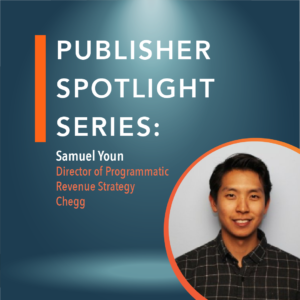 PUBLISHER
SPOTLIGHT
SERIES:
Samuel Youn
Director of Programmatic
Revenue Strategy
Chegg